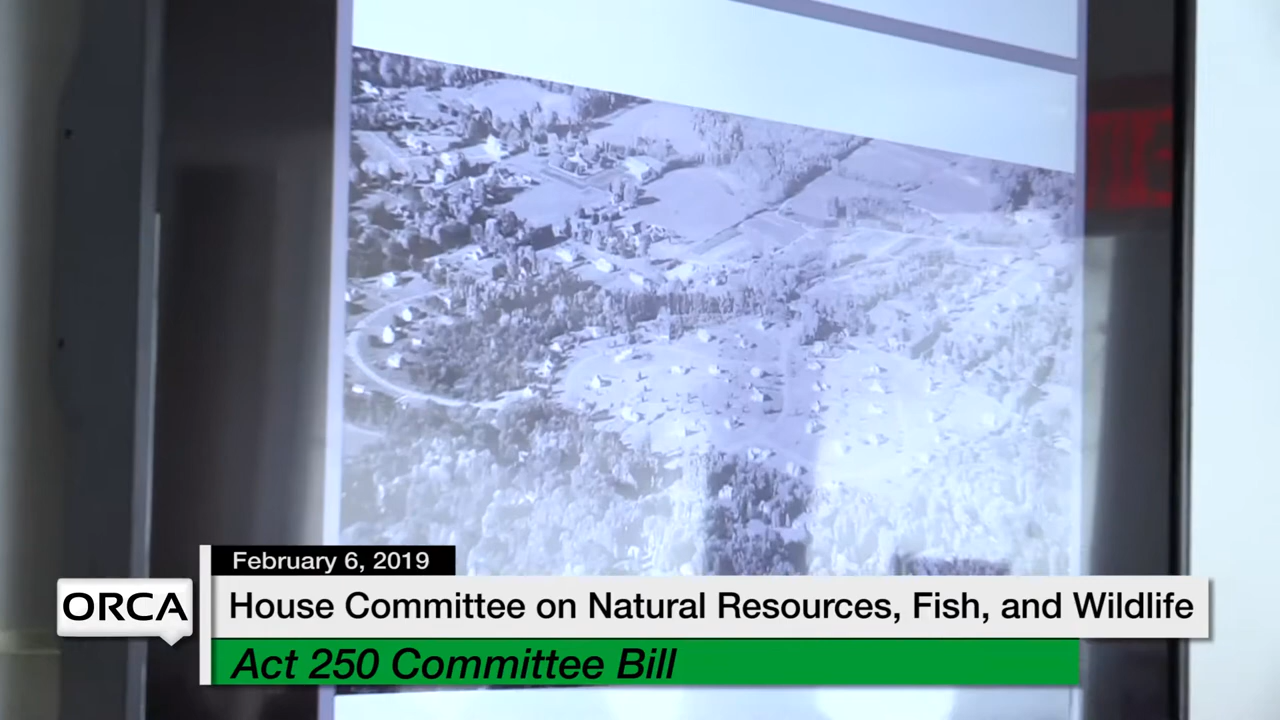 February 6, 2019
ORCA
House Committee on Natural Resources, Fish, and Wildlife
Act 250 Committee Bill